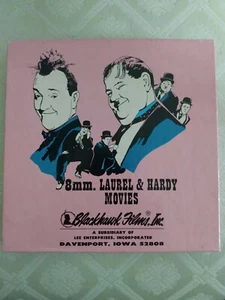 8mm. LAUREL & HARDY
MOVIES
Blackhawk Films, Inc.
A SUBSIDIARY OF
LEE ENTERPRISES, INCORPORATED
DAVENPORT, IOWA 52808